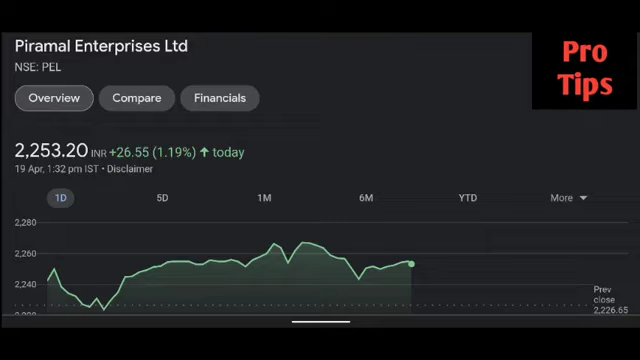 Piramal Enterprises Ltd
NSE: PEL
Pro
Tips
Overview
Compare
Financials
2,253.20 INR +26.55 (1.19%) ↑ today
19 Apr, 1:32 pm IST • Disclaimer
1D
5D
1M
6M
YTD
More
2,280
2,260
2,240
Prev
close
2,226.65